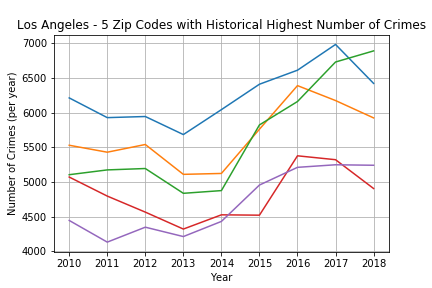 Los Angeles - 5 Zip Codes with Historical Highest Number of Crimes
7000
6500
6000
5500
5000
4500
4000
Number of Crimes (per year)
2010 2011 2012 2013 2014 2015 2016 2017 2018
Year